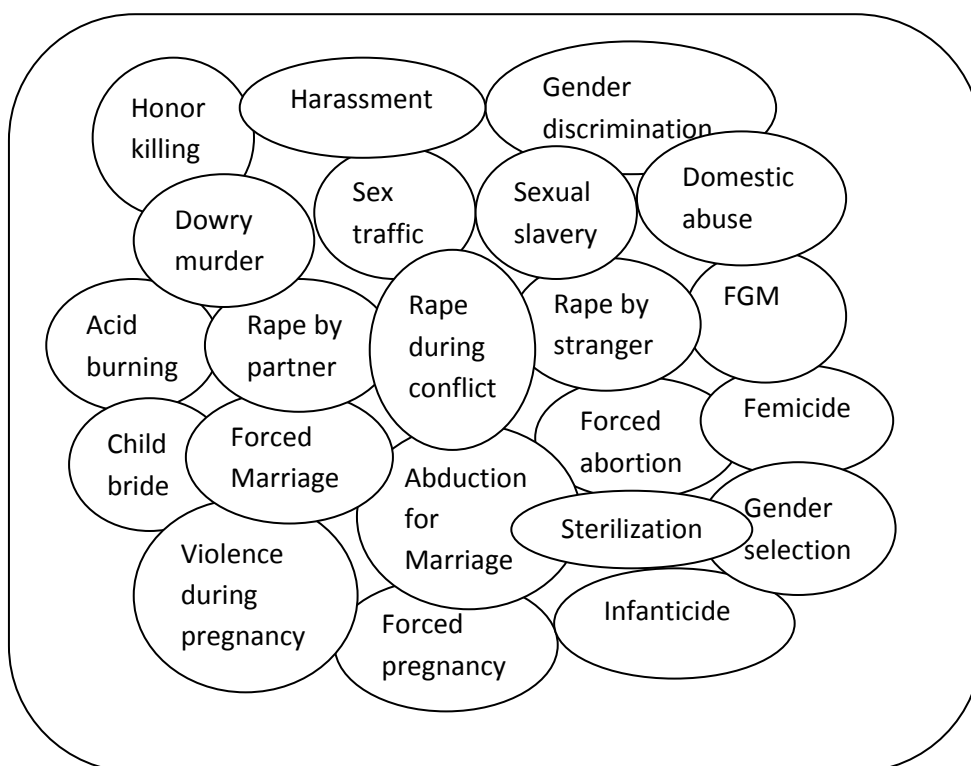 Honor
killing
Harassment
Gender
discrimination
Dowry
murder
Sex
traffic
Sexual
slavery
Domestic
abuse
Acid
burning
Rape by
partner
Rape
during
conflict
Rape by
stranger
FGM
Child
bride
Forced
Marriage
Abduction
for
Marriage
Forced
abortion
Femicide
Sterilization
Gender
selection
Violence
during
pregnancy
Forced
pregnancy
Infanticide